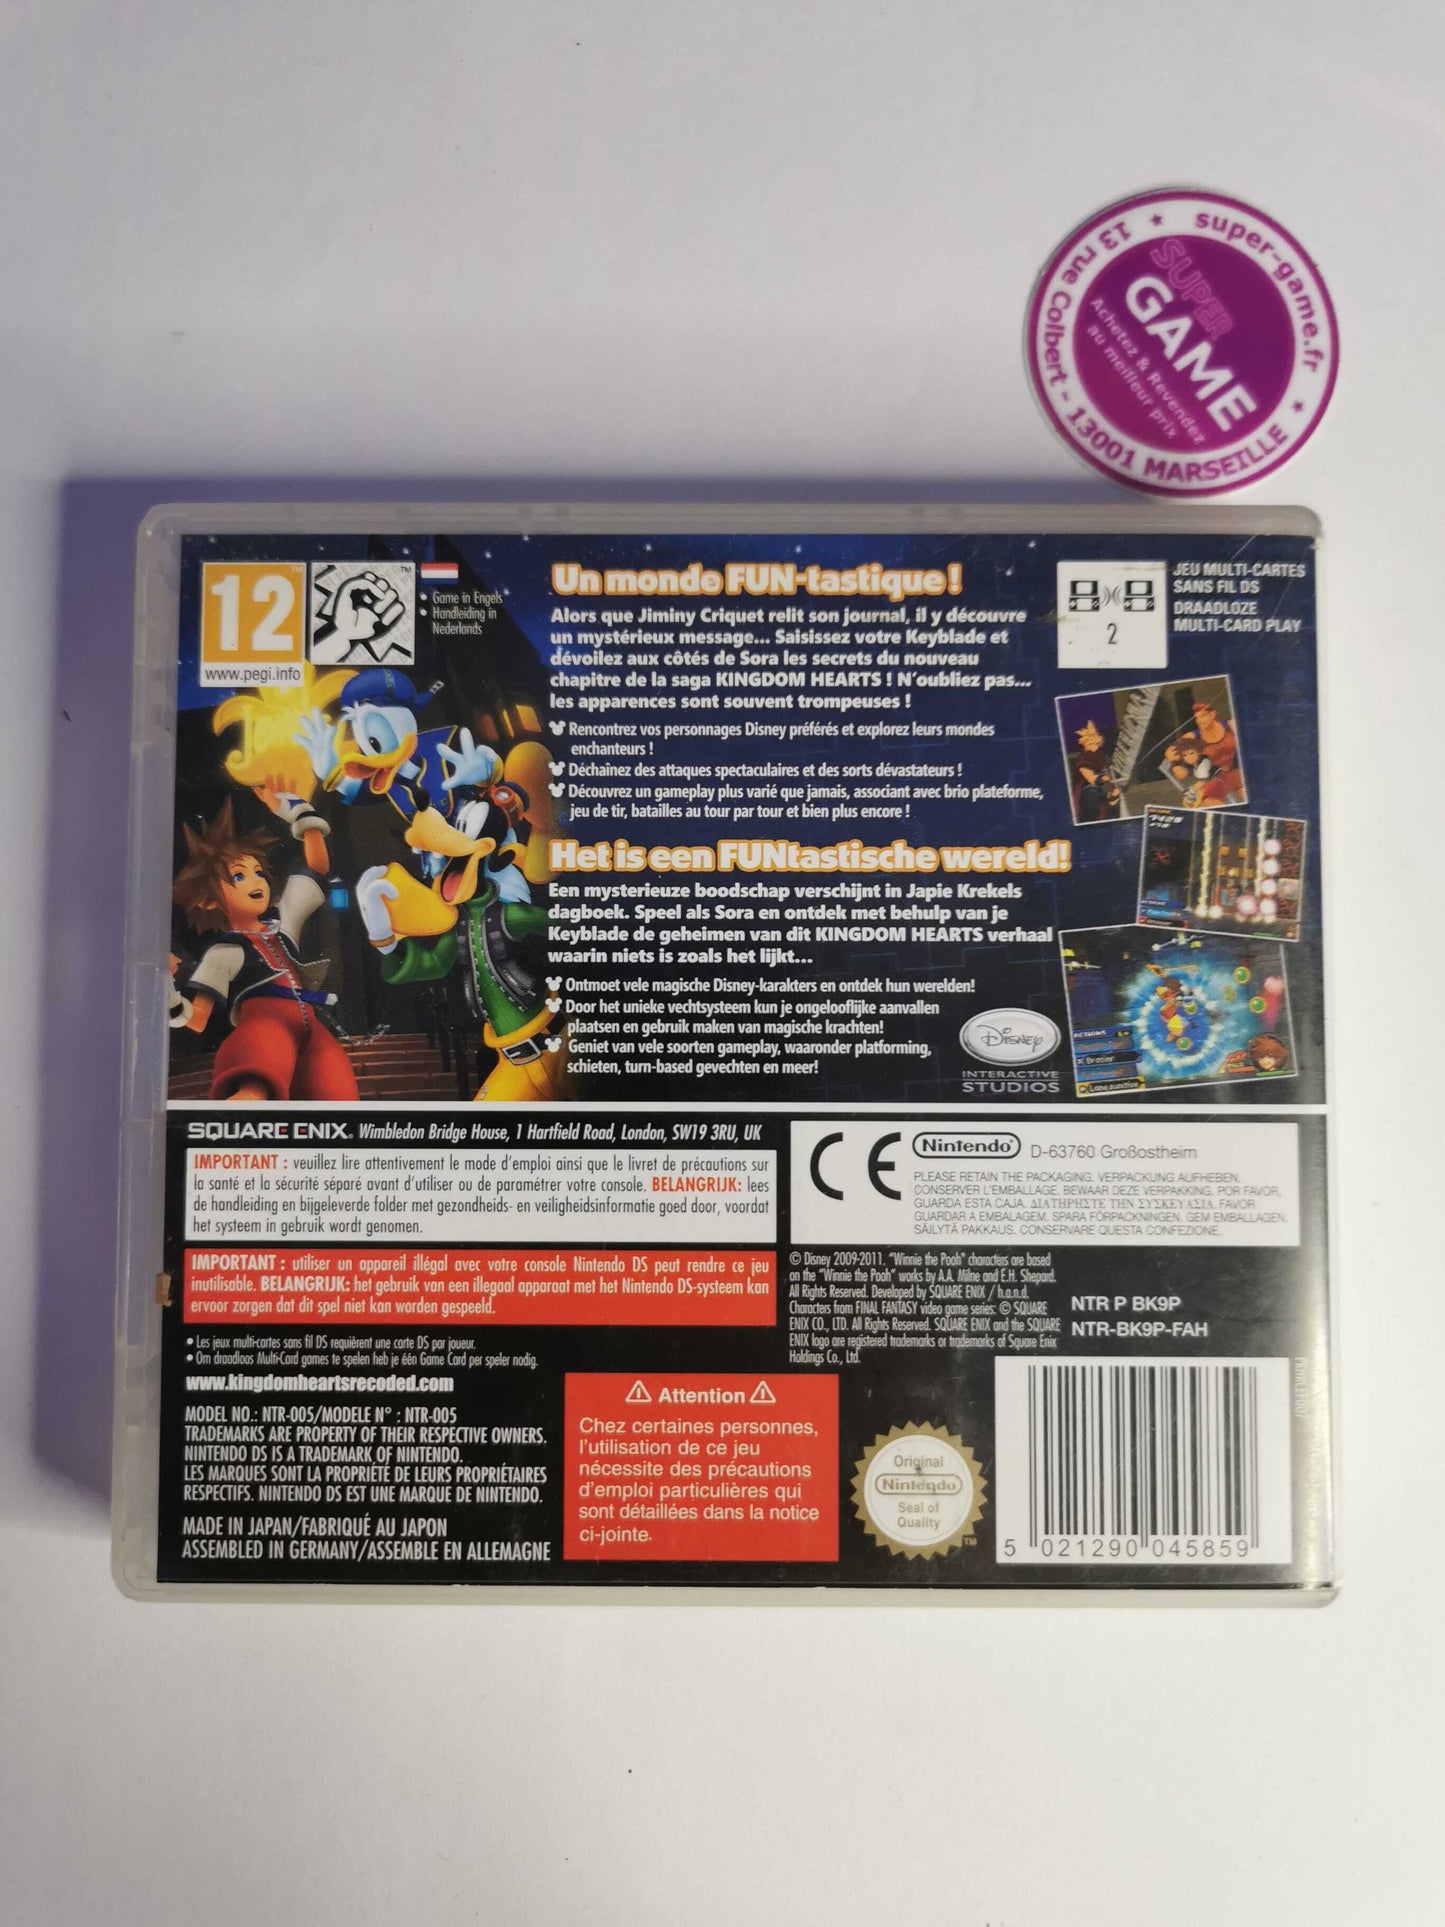 super-game.fr
13 rue Colbert - 13001 MARSEILLE
SUPER
GAME
Achetez & Revendez
au meilleur prix
12
www.pegi.info
Game in Engels
Handleiding in
Nederlands
Un monde FUN-tastique !
Alors que Jiminy Criquet relit son journal, il y découvre
un mystérieux message... Saisissez votre Keyblade et
dévoilez aux côtés de Sora les secrets du nouveau
chapitre de la saga KINGDOM HEARTS ! N'oubliez pas...
les apparences sont souvent trompeuses !
Rencontrez vos personnages Disney préférés et explorez leurs mondes
enchanteurs !
Déchaînez des attaques spectaculaires et des sorts dévastateurs !
Découvrez un gameplay plus varié que jamais, associant avec brio plateforme,
jeu de tir, batailles au tour par tour et bien plus encore !
Het is een FUNtastische wereld!
Een mysterieuze boodschap verschijnt in Japie Krekels
dagboek. Speel als Sora en ontdek met behulp van je
Keyblade de geheimen van dit KINGDOM HEARTS verhaal
waarin niets is zoals het lijkt...
Ontmoet vele magische Disney-karakters en ontdek hun werelden!
Door het unieke vechtsysteem kun je ongelooflijke aanvallen
plaatsen en gebruik maken van magische krachten!
Geniet van vele soorten gameplay, waaronder platforming,
schieten, turn-based gevechten en meer!
2
JEU MULTI-CARTES
SANS FIL DS
DRAADLOZE
MULTI-CARD PLAY
Disney
INTERACTIVE
STUDIOS
SQUARE ENIX. Wimbledon Bridge House, 1 Hartfield Road, London, SW19 3RU, UK
IMPORTANT : veuillez lire attentivement le mode d'emploi ainsi que le livret de précautions sur
la santé et la sécurité séparé avant d'utiliser ou de paramétrer votre console. BELANGRIJK: lees
de handleiding en bijgeleverde folder met gezondheids- en veiligheidsinformatie goed door, voordat
het systeem in gebruik wordt genomen.
IMPORTANT : utiliser un appareil illégal avec votre console Nintendo DS peut rendre ce jeu
inutilisable. BELANGRIJK: het gebruik van een illegaal apparaat met het Nintendo DS-systeem kan
ervoor zorgen dat dit spel niet kan worden gespeeld.
• Les jeux multi-cartes sans fil DS requièrent une carte DS par joueur.
• Om draadloos Multi-Card games te spelen heb je één Game Card per speler nodig.
www.kingdomheartsrecoded.com
MODEL NO.: NTR-005/MODELE N° : NTR-005
TRADEMARKS ARE PROPERTY OF THEIR RESPECTIVE OWNERS.
NINTENDO DS IS A TRADEMARK OF NINTENDO.
LES MARQUES SONT LA PROPRIÉTÉ DE LEURS PROPRIÉTAIRES
RESPECTIFS. NINTENDO DS EST UNE MARQUE DE NINTENDO.
MADE IN JAPAN/FABRIQUÉ AU JAPON
ASSEMBLED IN GERMANY/ASSEMBLE EN ALLEMAGNE
Attention
Chez certaines personnes,
l'utilisation de ce jeu
nécessite des précautions
d'emploi particulières qui
sont détaillées dans la notice
ci-jointe.
CE
Nintendo D-63760 Großostheim
PLEASE RETAIN THE PACKAGING. VERPACKUNG AUFHEBEN.
CONSERVER L'EMBALLAGE. BEWAAR DEZE VERPAKKING. POR FAVOR,
GUARDA ESTA CAJA. ΔΙΑΤΗΡΗΣΤΕ ΤΗΝ ΣΥΣΚΕΥΑΣΙΑ. FAVOR
GUARDAR A EMBALAGEM. SPARA FÖRPACKNINGEN. GEM EMBALLAGEN.
SÄILYTÄ PAKKAUS. CONSERVARE QUESTA CONFEZIONE.
© Disney 2009-2011. "Winnie the Pooh" characters are based
on the "Winnie the Pooh" works by A.A. Milne and E.H. Shepard.
All Rights Reserved. Developed by SQUARE ENIX / h.a.n.d.
Characters from FINAL FANTASY video game series: © SQUARE
ENIX CO., LTD. All Rights Reserved. SQUARE ENIX and the SQUARE
ENIX logo are registered trademarks or trademarks of Square Enix
Holdings Co., Ltd.
NTR P BK9P
NTR-BK9P-FAH
Original
Nintendo
Seal of
Quality
5 021290 045859